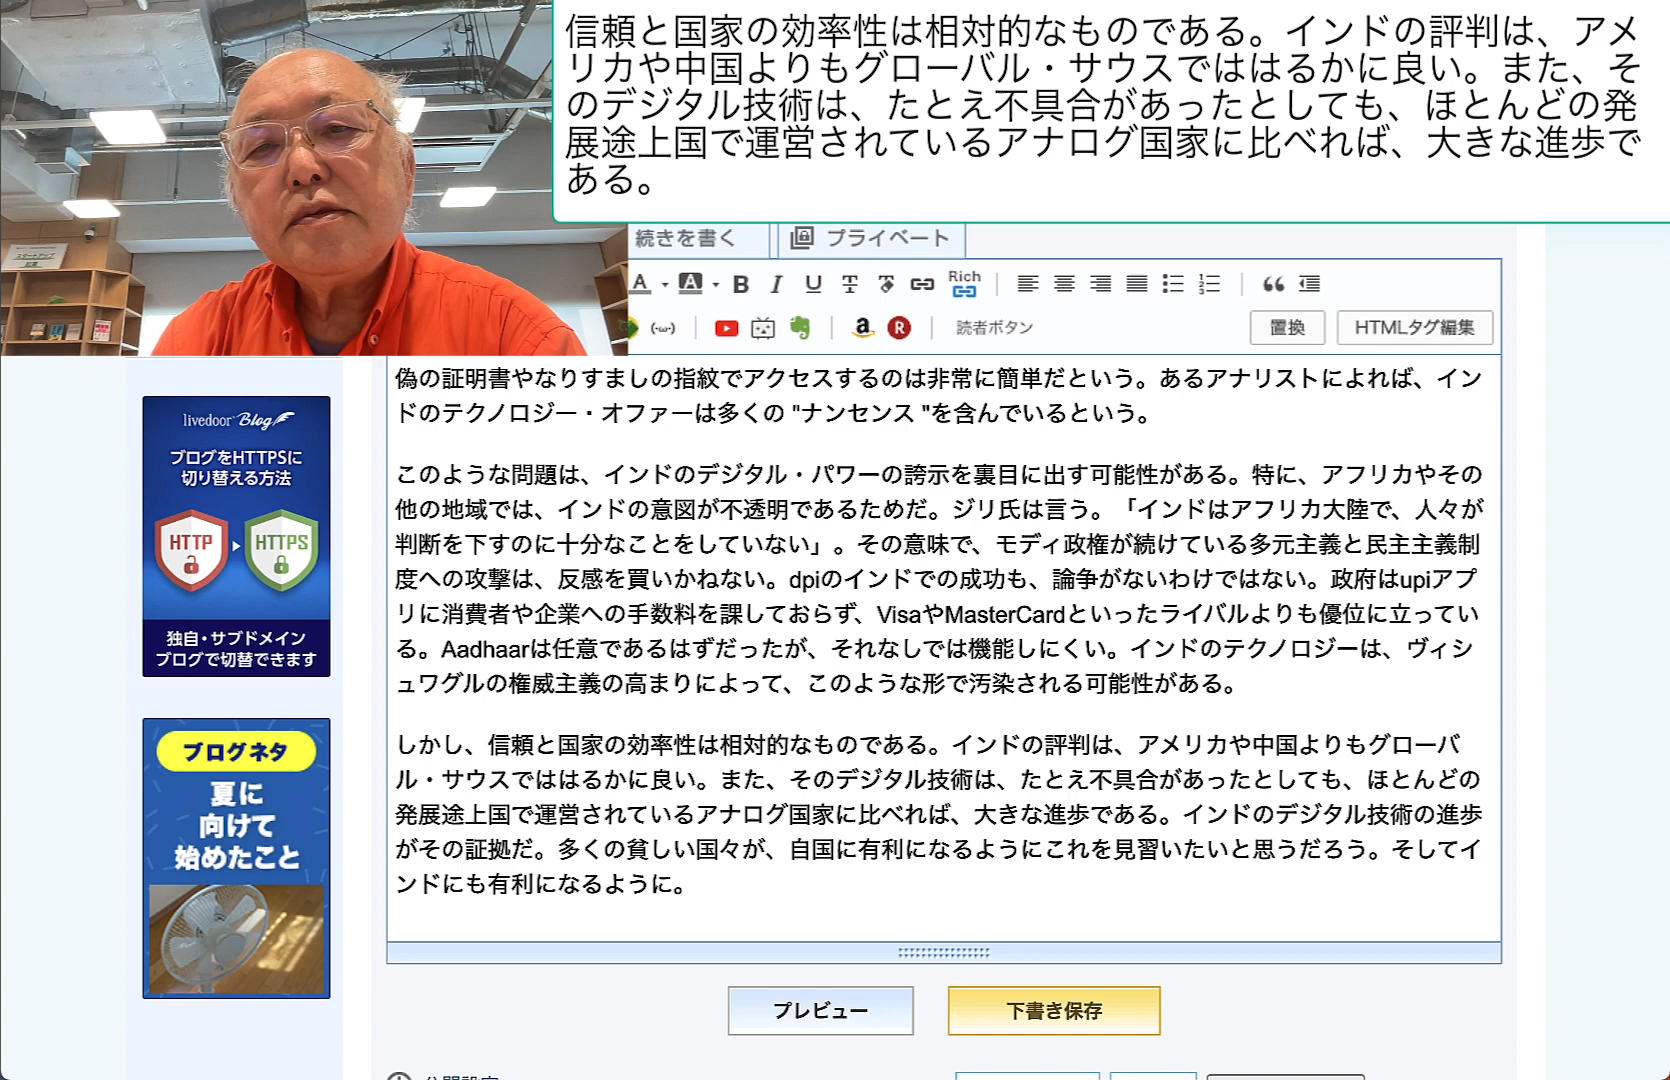 信頼と国家の効率性は相対的なものである。インドの評判は、アメ
リカや中国よりもグローバル・サウスでははるかに良い。また、そ
のデジタル技術は、たとえ不具合があったとしても、ほとんどの発
展途上国で運営されているアナログ国家に比べれば、大きな進歩で
ある。
続きを書く
プライベート
Rich
読者ボタン
置換
HTMLタグ編集
偽の証明書やなりすましの指紋でアクセスするのは非常に簡単だという。あるアナリストによれば、イン
ドのテクノロジー・オファーは多くの "ナンセンス "を含んでいるという。
このような問題は、インドのデジタル・パワーの誇示を裏目に出す可能性がある。特に、アフリカやその
他の地域では、インドの意図が不透明であるためだ。ジリ氏は言う。「インドはアフリカ大陸で、人々が
判断を下すのに十分なことをしていない」。その意味で、モディ政権が続けている多元主義と民主主義制
度への攻撃は、反感を買いかねない。dpiのインドでの成功も、論争がないわけではない。政府はupiアプ
リに消費者や企業への手数料を課しておらず、VisaやMasterCardといったライバルよりも優位に立ってい
る。Aadhaarは任意であるはずだったが、それなしでは機能しにくい。インドのテクノロジーは、ヴィシ
ュワグルの権威主義の高まりによって、このような形で汚染される可能性がある。
しかし、信頼と国家の効率性は相対的なものである。インドの評判は、アメリカや中国よりもグローバ
ル・サウスでははるかに良い。また、そのデジタル技術は、たとえ不具合があったとしても、ほとんどの
発展途上国で運営されているアナログ国家に比べれば、大きな進歩である。インドのデジタル技術の進歩
がその証拠だ。多くの貧しい国々が、自国に有利になるようにこれを見習いたいと思うだろう。そしてイ
ンドにも有利になるように。
livedoor Blog
ブログをHTTPSに
切り替える方法
HTTP
HTTPS
独自・サブドメイン
ブログで切替できます
ブログネタ
夏に
向けて
始めたこと
プレビュー
下書き保存